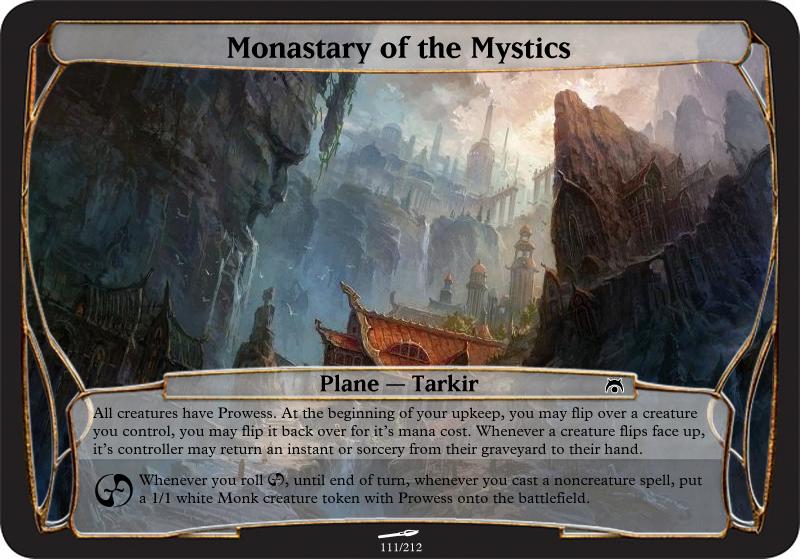 Monastary of the Mystics
Plane — Tarkir
All creatures have Prowess. At the beginning of your upkeep, you may flip over a creature
you control, you may flip it back over for it's mana cost. Whenever a creature flips face up,
it's controller may return an instant or sorcery from their graveyard to their hand.
Whenever you roll , until end of turn, whenever you cast a noncreature spell, put
a 1/1 white Monk creature token with Prowess onto the battlefield.
111/212